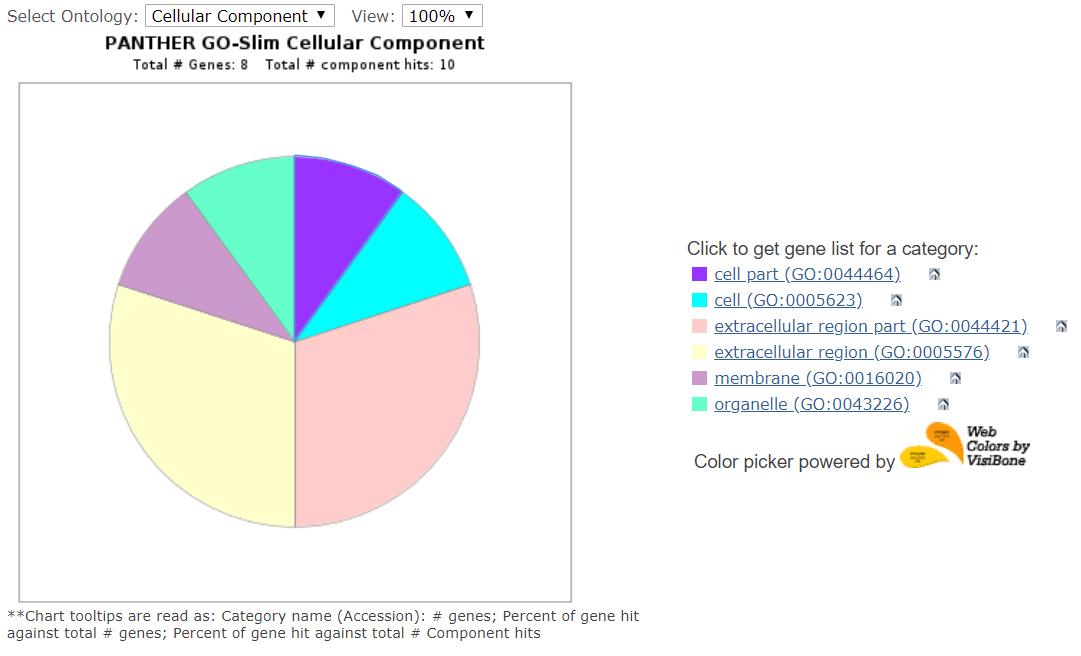 Select Ontology: Cellular Component ▼ View: 100% ▼
PANTHER GO-Slim Cellular Component
Total # Genes: 8 Total # component hits: 10
Click to get gene list for a category:
cell part (GO:0044464)
cell (GO:0005623)
extracellular region part (GO:0044421)
extracellular region (GO:0005576)
membrane (GO:0016020)
organelle (GO:0043226)
Color picker powered by
Web
Colors by
VisiBone
**Chart tooltips are read as: Category name (Accession): # genes; Percent of gene hit
against total # genes; Percent of gene hit against total # Component hits